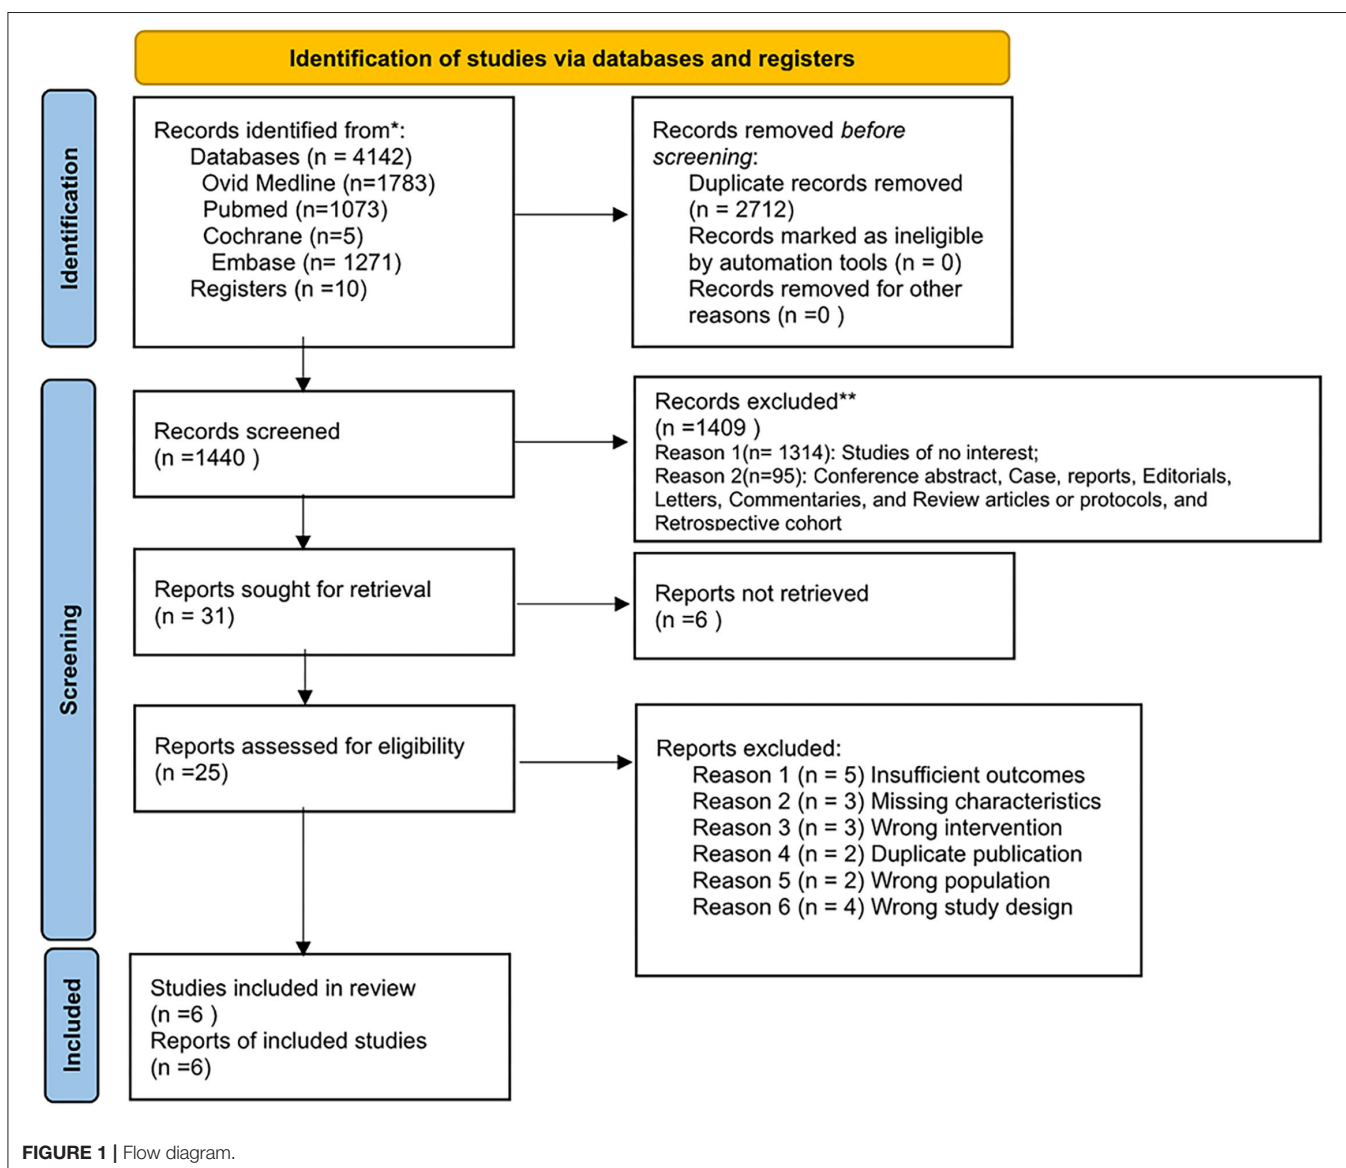 Identification of studies via databases and registers
Identification
Records identified from*:
Databases (n = 4142)
Ovid Medline (n=1783)
Pubmed (n=1073)
Cochrane (n=5)
Embase (n= 1271)
Registers (n =10)
Records removed before
screening:
Duplicate records removed
(n = 2712)
Records marked as ineligible
by automation tools (n = 0)
Records removed for other
reasons (n =0 )
Screening
Records screened
(n =1440 )
Records excluded**
(n =1409 )
Reason 1(n= 1314): Studies of no interest;
Reason 2(n=95): Conference abstract, Case, reports, Editorials,
Letters, Commentaries, and Review articles or protocols, and
Retrospective cohort
Reports sought for retrieval
(n = 31)
Reports not retrieved
(n =6 )
Reports assessed for eligibility
(n =25)
Reports excluded:
Reason 1 (n = 5) Insufficient outcomes
Reason 2 (n = 3) Missing characteristics
Reason 3 (n = 3) Wrong intervention
Reason 4 (n = 2) Duplicate publication
Reason 5 (n = 2) Wrong population
Reason 6 (n = 4) Wrong study design
Included
Studies included in review
(n =6 )
Reports of included studies
(n =6)
FIGURE 1 | Flow diagram.